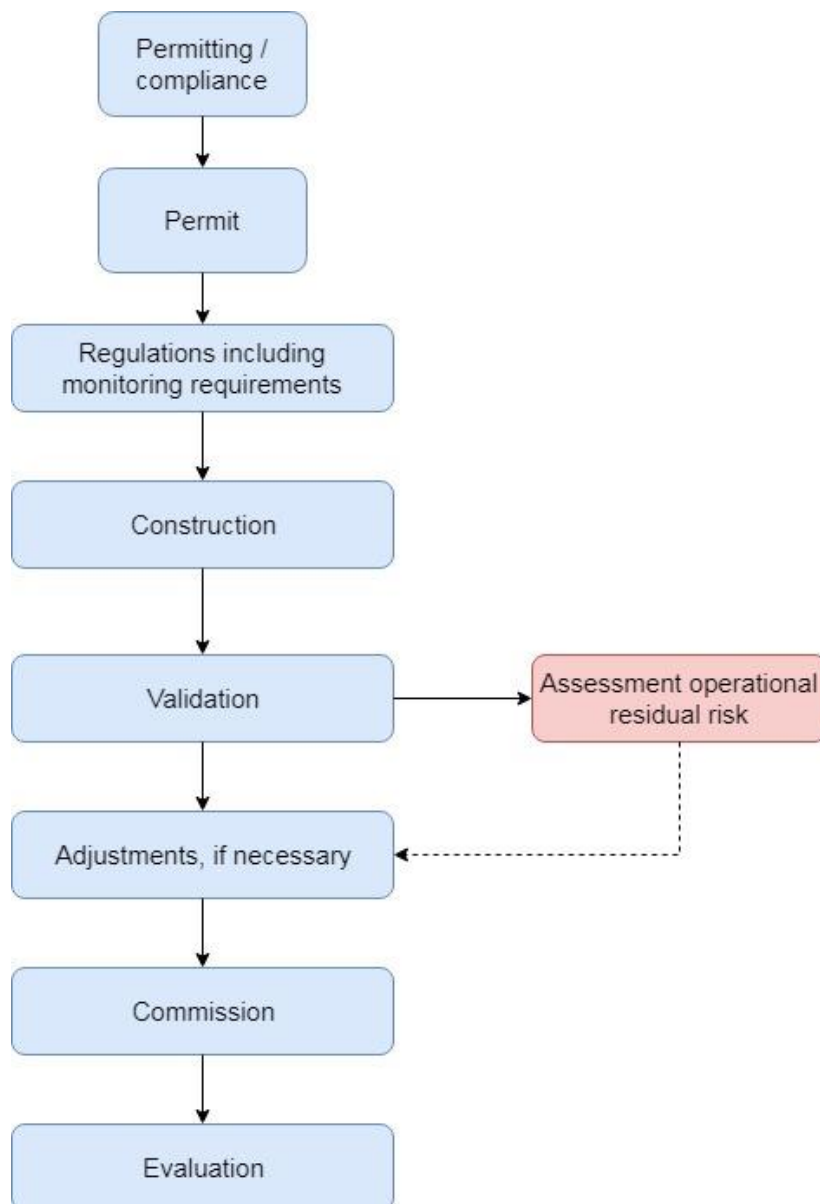 Permitting /
compliance
Permit
Regulations including
monitoring requirements
Construction
Validation
Assessment operational
residual risk
Adjustments, if necessary
Commission
Evaluation